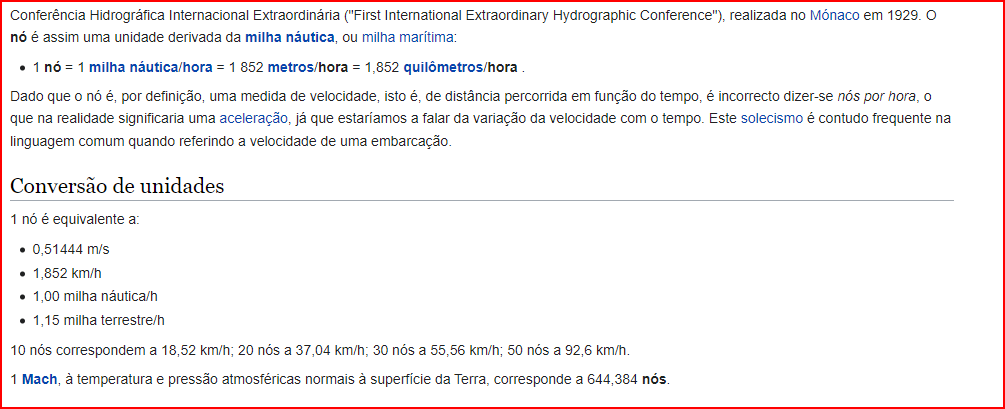 Conferência Hidrográfica Internacional Extraordinária ("First International Extraordinary Hydrographic Conference"), realizada no Mónaco em 1929. O
nó é assim uma unidade derivada da milha náutica, ou milha marítima:
• 1 nó = 1 milha náutica/hora = 1 852 metros/hora = 1,852 quilômetros/hora .
Dado que o nó é, por definição, uma medida de velocidade, isto é, de distância percorrida em função do tempo, é incorrecto dizer-se nós por hora, o
que na realidade significaria uma aceleração, já que estaríamos a falar da variação da velocidade com o tempo. Este solecismo é contudo frequente na
linguagem comum quando referindo a velocidade de uma embarcação.
Conversão de unidades
1 nó é equivalente a:
• 0,51444 m/s
• 1,852 km/h
• 1,00 milha náutica/h
• 1,15 milha terrestre/h
10 nós correspondem a 18,52 km/h; 20 nós a 37,04 km/h; 30 nós a 55,56 km/h; 50 nós a 92,6 km/h.
1 Mach, à temperatura e pressão atmosféricas normais à superfície da Terra, corresponde a 644,384 nós.